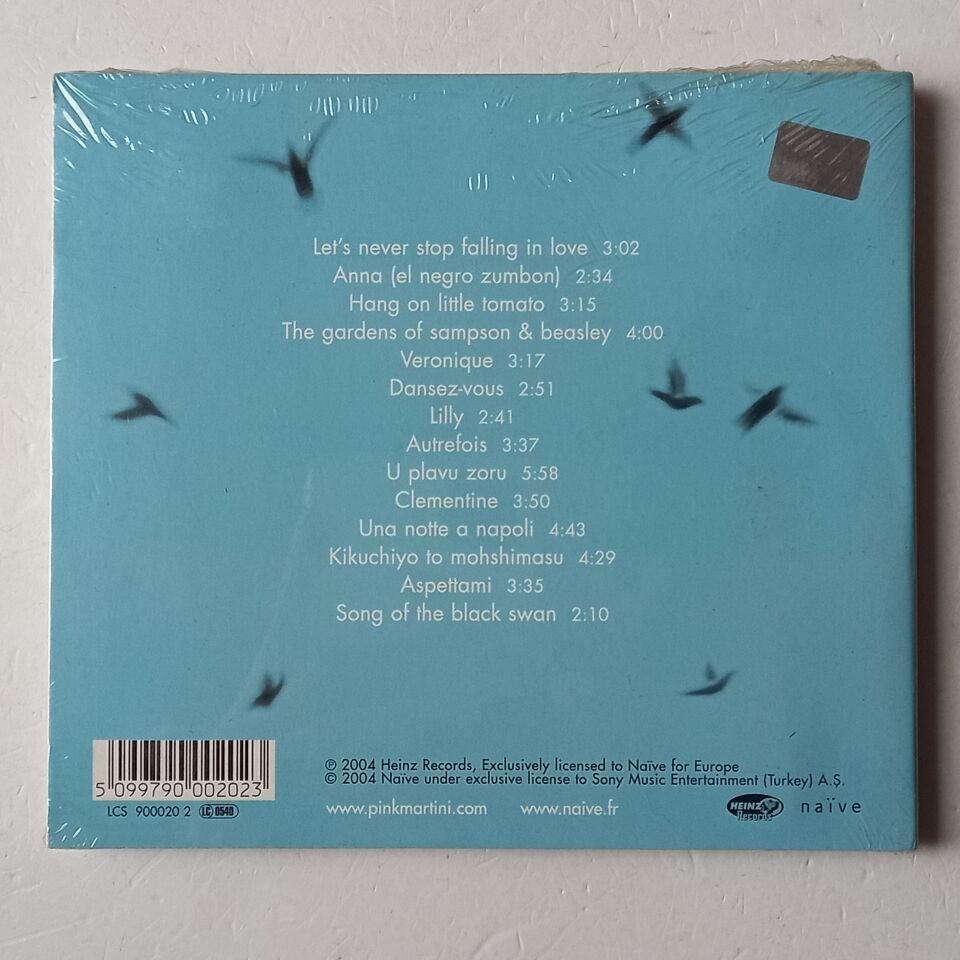 Let's never stop falling in love 3:02
Anna (el negro zumbon) 2:34
Hang on little tomato 3:15
The gardens of sampson & beasley 4:00
Veronique 3:17
Dansez-vous 2:51
Lilly 2:41
Autrefois 3:37
U plavu zoru 5:58
Clementine 3:50
Una notte a napoli 4:43
Kikuchiyo to mohshimasu 4:29
Aspettami 3:35
Song of the black swan 2:10
5 099790 002023
LCS 900020 2 LC 0540
℗ 2004 Heinz Records, Exclusively licensed to Naïve for Europe
© 2004 Naïve under exclusive license to Sony Music Entertainment (Turkey) A.Ş.
www.pinkmartini.com www.naive.fr
HEINZ Records naïve